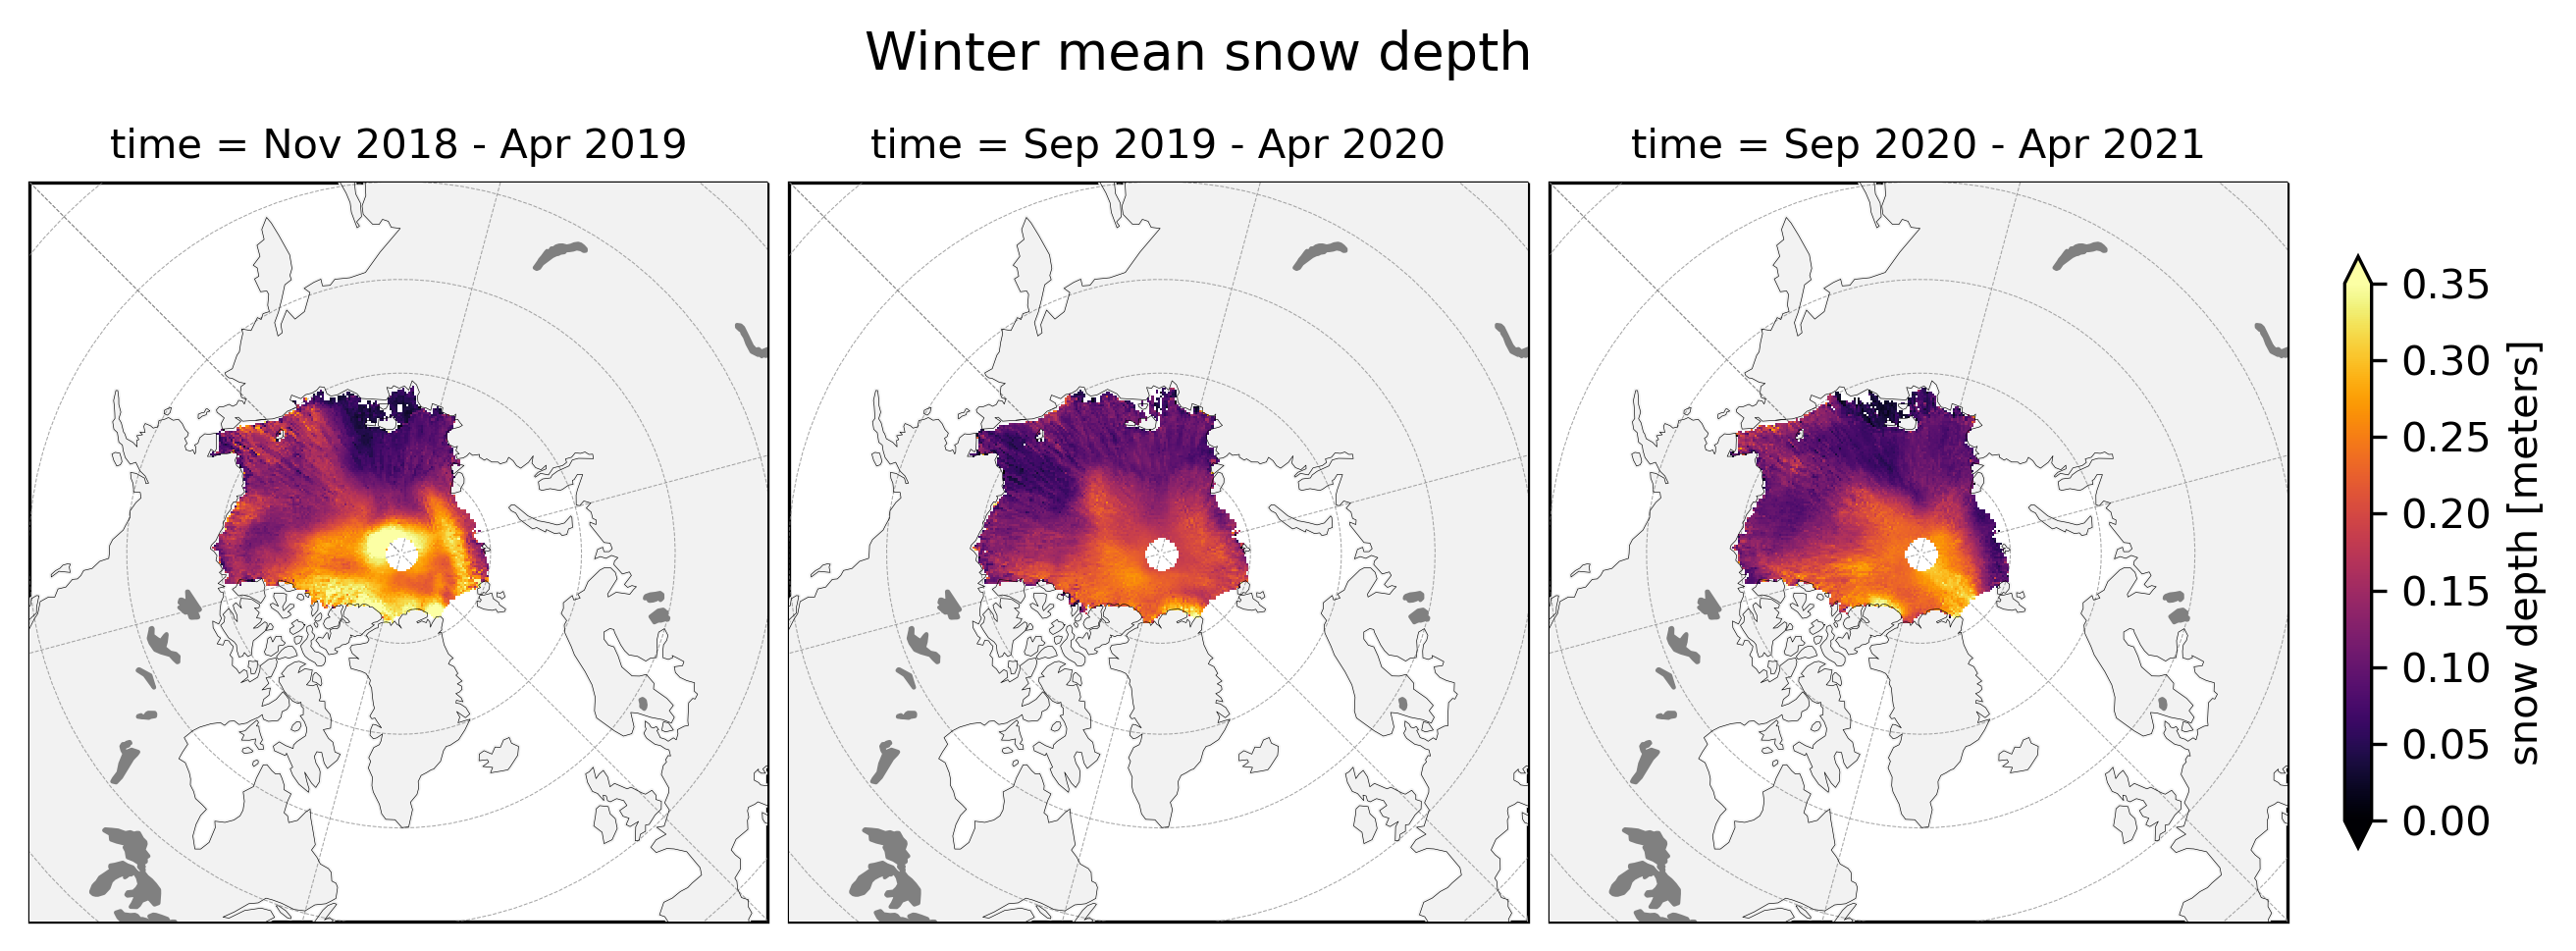 Winter mean snow depth
time = Nov 2018 - Apr 2019
time = Sep 2019 - Apr 2020
time = Sep 2020 - Apr 2021
0.35
0.30
0.25
0.20
0.15
0.10
0.05
0.00
snow depth [meters]